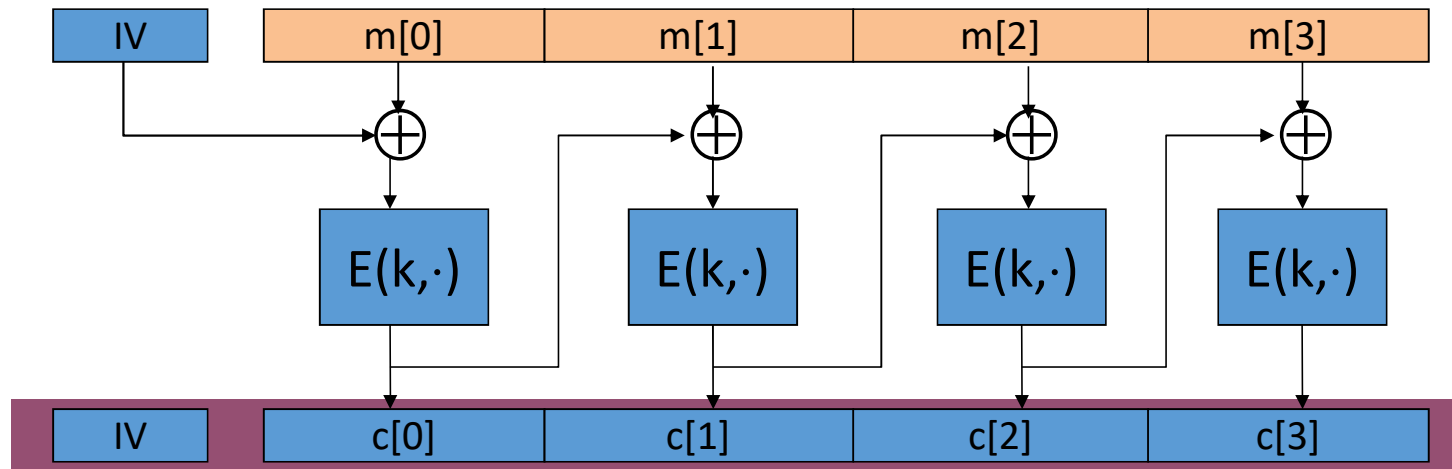 IV m[0] m[1] m[2] m[3]
E(k,·) E(k,·) E(k,·) E(k,·)
IV c[0] c[1] c[2] c[3]